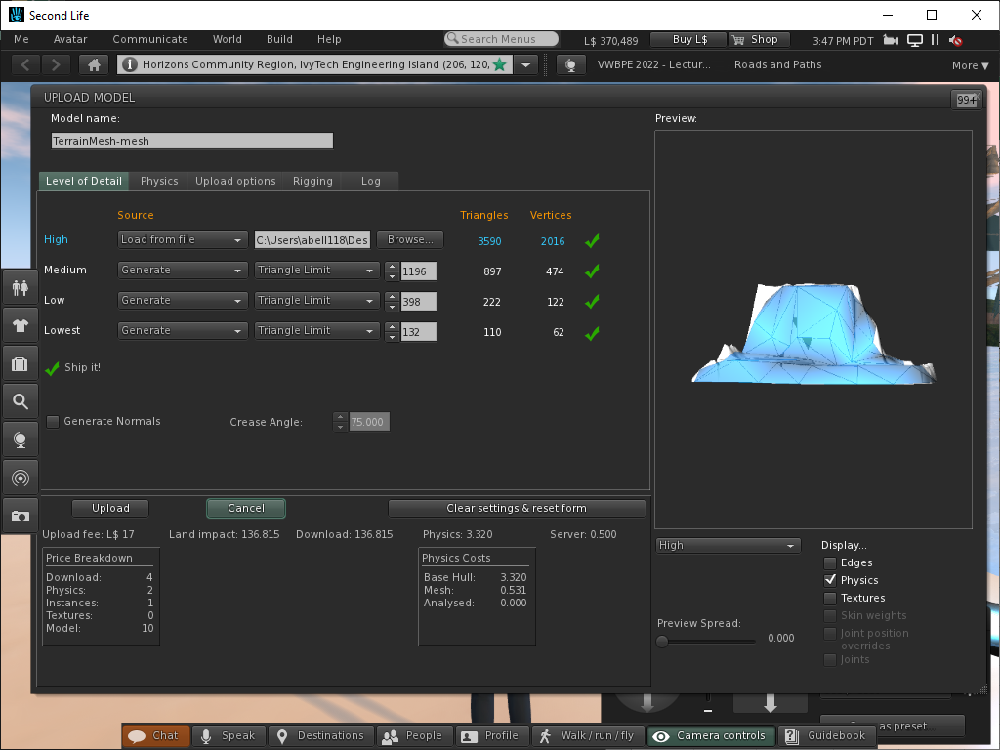 Second Life
Me Avatar Communicate World Build Help Search Menus L$ 370,489 Buy L$ Shop 3:47 PM PDT
Horizons Community Region, IvyTech Engineering Island (206, 120, VWBPE 2022 - Lectur... Roads and Paths More ▼
UPLOAD MODEL 99+
Model name: Preview:
TerrainMesh-mesh
Level of Detail Physics Upload options Rigging Log
Source Triangles Vertices
High Load from file C:\Users\abell118\Des Browse... 3590 2016
Medium Generate Triangle Limit 1196 897 474
Low Generate Triangle Limit 398 222 122
Lowest Generate Triangle Limit 132 110 62
Ship it!
Generate Normals Crease Angle: 75.000
Upload Cancel Clear settings & reset form
Upload fee: L$ 17 Land impact: 136.815 Download: 136.815 Physics: 3.320 Server: 0.500
Price Breakdown
Download: 4
Physics: 2
Instances: 1
Textures: 0
Model: 10
Physics Costs
Base Hull: 3.320
Mesh: 0.531
Analysed: 0.000
High Display...
Edges
Physics
Textures
Skin weights
Joint position
overrides
Joints
Preview Spread: 0.000
as preset...
Chat Speak Destinations People Profile Walk / run / fly Camera controls Guidebook